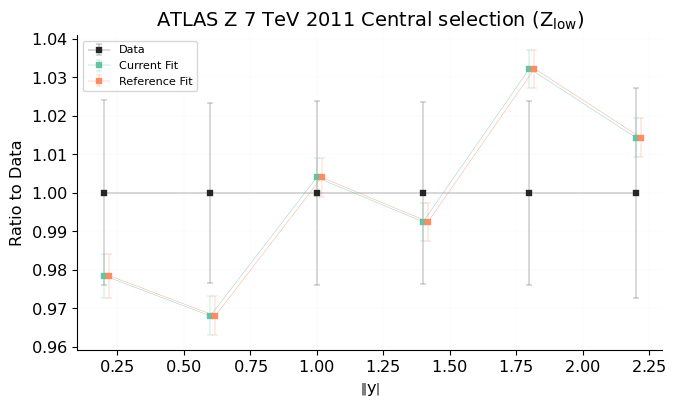 ATLAS Z 7 TeV 2011 Central selection (Z_low)
Data
Current Fit
Reference Fit
Ratio to Data
1.04
1.03
1.02
1.01
1.00
0.99
0.98
0.97
0.96
0.25 0.50 0.75 1.00 1.25 1.50 1.75 2.00 2.25
‖y|